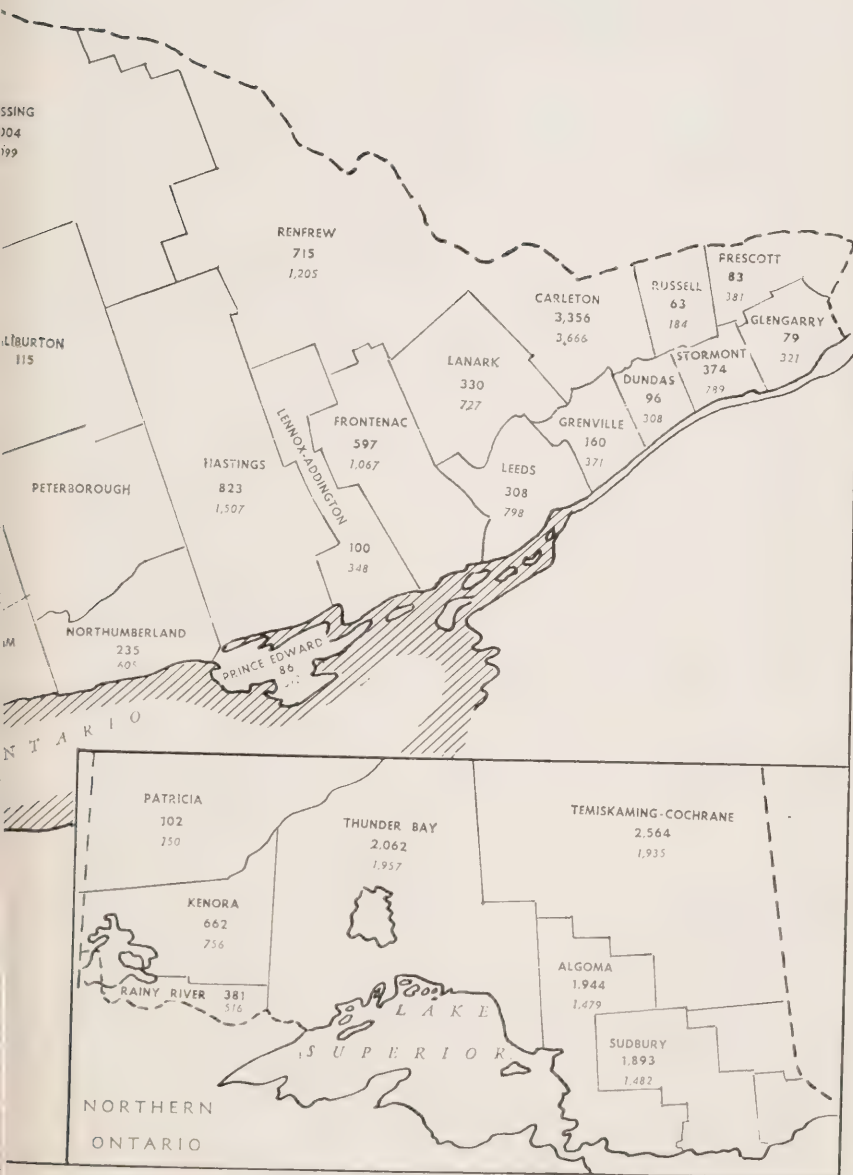 SSING
RENFREW
715
1,205
LIBURTON
115
PETERBOROUGH
HASTINGS
823
1,507
LENNOX-ADDINGTON
100
348
FRONTENAC
597
1,067
LANARK
330
727
CARLETON
3,356
3,666
RUSSELL
63
184
FRESCOTT
83
381
GLENGARRY
79
321
STORMONT
374
789
DUNDAS
96
308
GRENVILLE
160
371
LEEDS
308
798
NORTHUMBERLAND
235
605
PRINCE EDWARD
86
NTARIO
PATRICIA
102
150
THUNDER BAY
2,062
1,957
TEMISKAMING-COCHRANE
2,564
1,935
KENORA
662
756
RAINY RIVER 381
516
ALGOMA
1,944
1,479
SUDBURY
1,893
1,482
LAKE
SUPERIOR
NORTHERN
ONTARIO